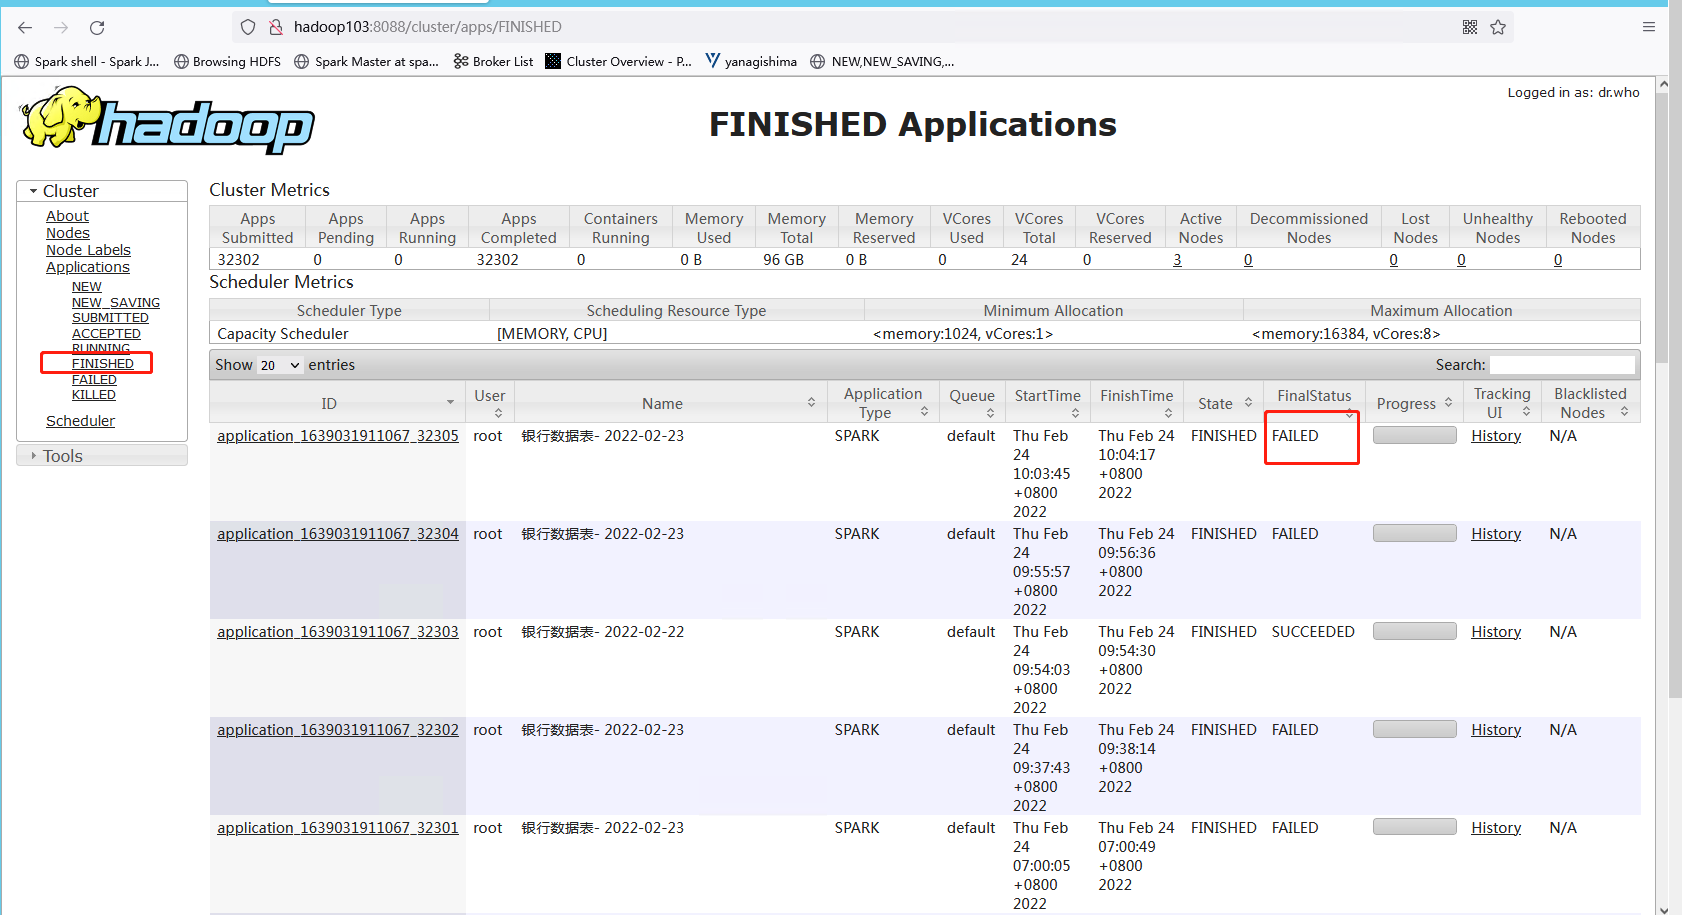 hadoop103:8088/cluster/apps/FINISHED
Spark shell - Spark J... Browsing HDFS Spark Master at spa... Broker List Cluster Overview - P... yanagishima NEW,NEW_SAVING,...
hadoop
FINISHED Applications
Logged in as: dr.who
Cluster
About
Nodes
Node Labels
Applications
NEW
NEW_SAVING
SUBMITTED
ACCEPTED
RUNNING
FINISHED
FAILED
KILLED
Scheduler
Tools
Cluster Metrics
Apps Submitted Apps Pending Apps Running Apps Completed Containers Running Memory Used Memory Total Memory Reserved VCores Used VCores Total VCores Reserved Active Nodes Decommissioned Nodes Lost Nodes Unhealthy Nodes Rebooted Nodes
32302 0 0 32302 0 0 B 96 GB 0 B 0 24 0 3 0 0 0 0
Scheduler Metrics
Scheduler Type Scheduling Resource Type Minimum Allocation Maximum Allocation
Capacity Scheduler [MEMORY, CPU] <memory:1024, vCores:1> <memory:16384, vCores:8>
Show 20 entries Search:
ID User Name Application Type Queue StartTime FinishTime State FinalStatus Progress Tracking UI Blacklisted Nodes
application_1639031911067_32305 root 银行数据表- 2022-02-23 SPARK default Thu Feb 24 10:03:45 +0800 2022 Thu Feb 24 10:04:17 +0800 2022 FINISHED FAILED History N/A
application_1639031911067_32304 root 银行数据表- 2022-02-23 SPARK default Thu Feb 24 09:55:57 +0800 2022 Thu Feb 24 09:56:36 +0800 2022 FINISHED FAILED History N/A
application_1639031911067_32303 root 银行数据表- 2022-02-22 SPARK default Thu Feb 24 09:54:03 +0800 2022 Thu Feb 24 09:54:30 +0800 2022 FINISHED SUCCEEDED History N/A
application_1639031911067_32302 root 银行数据表- 2022-02-23 SPARK default Thu Feb 24 09:37:43 +0800 2022 Thu Feb 24 09:38:14 +0800 2022 FINISHED FAILED History N/A
application_1639031911067_32301 root 银行数据表- 2022-02-23 SPARK default Thu Feb 24 07:00:05 +0800 2022 Thu Feb 24 07:00:49 +0800 2022 FINISHED FAILED History N/A